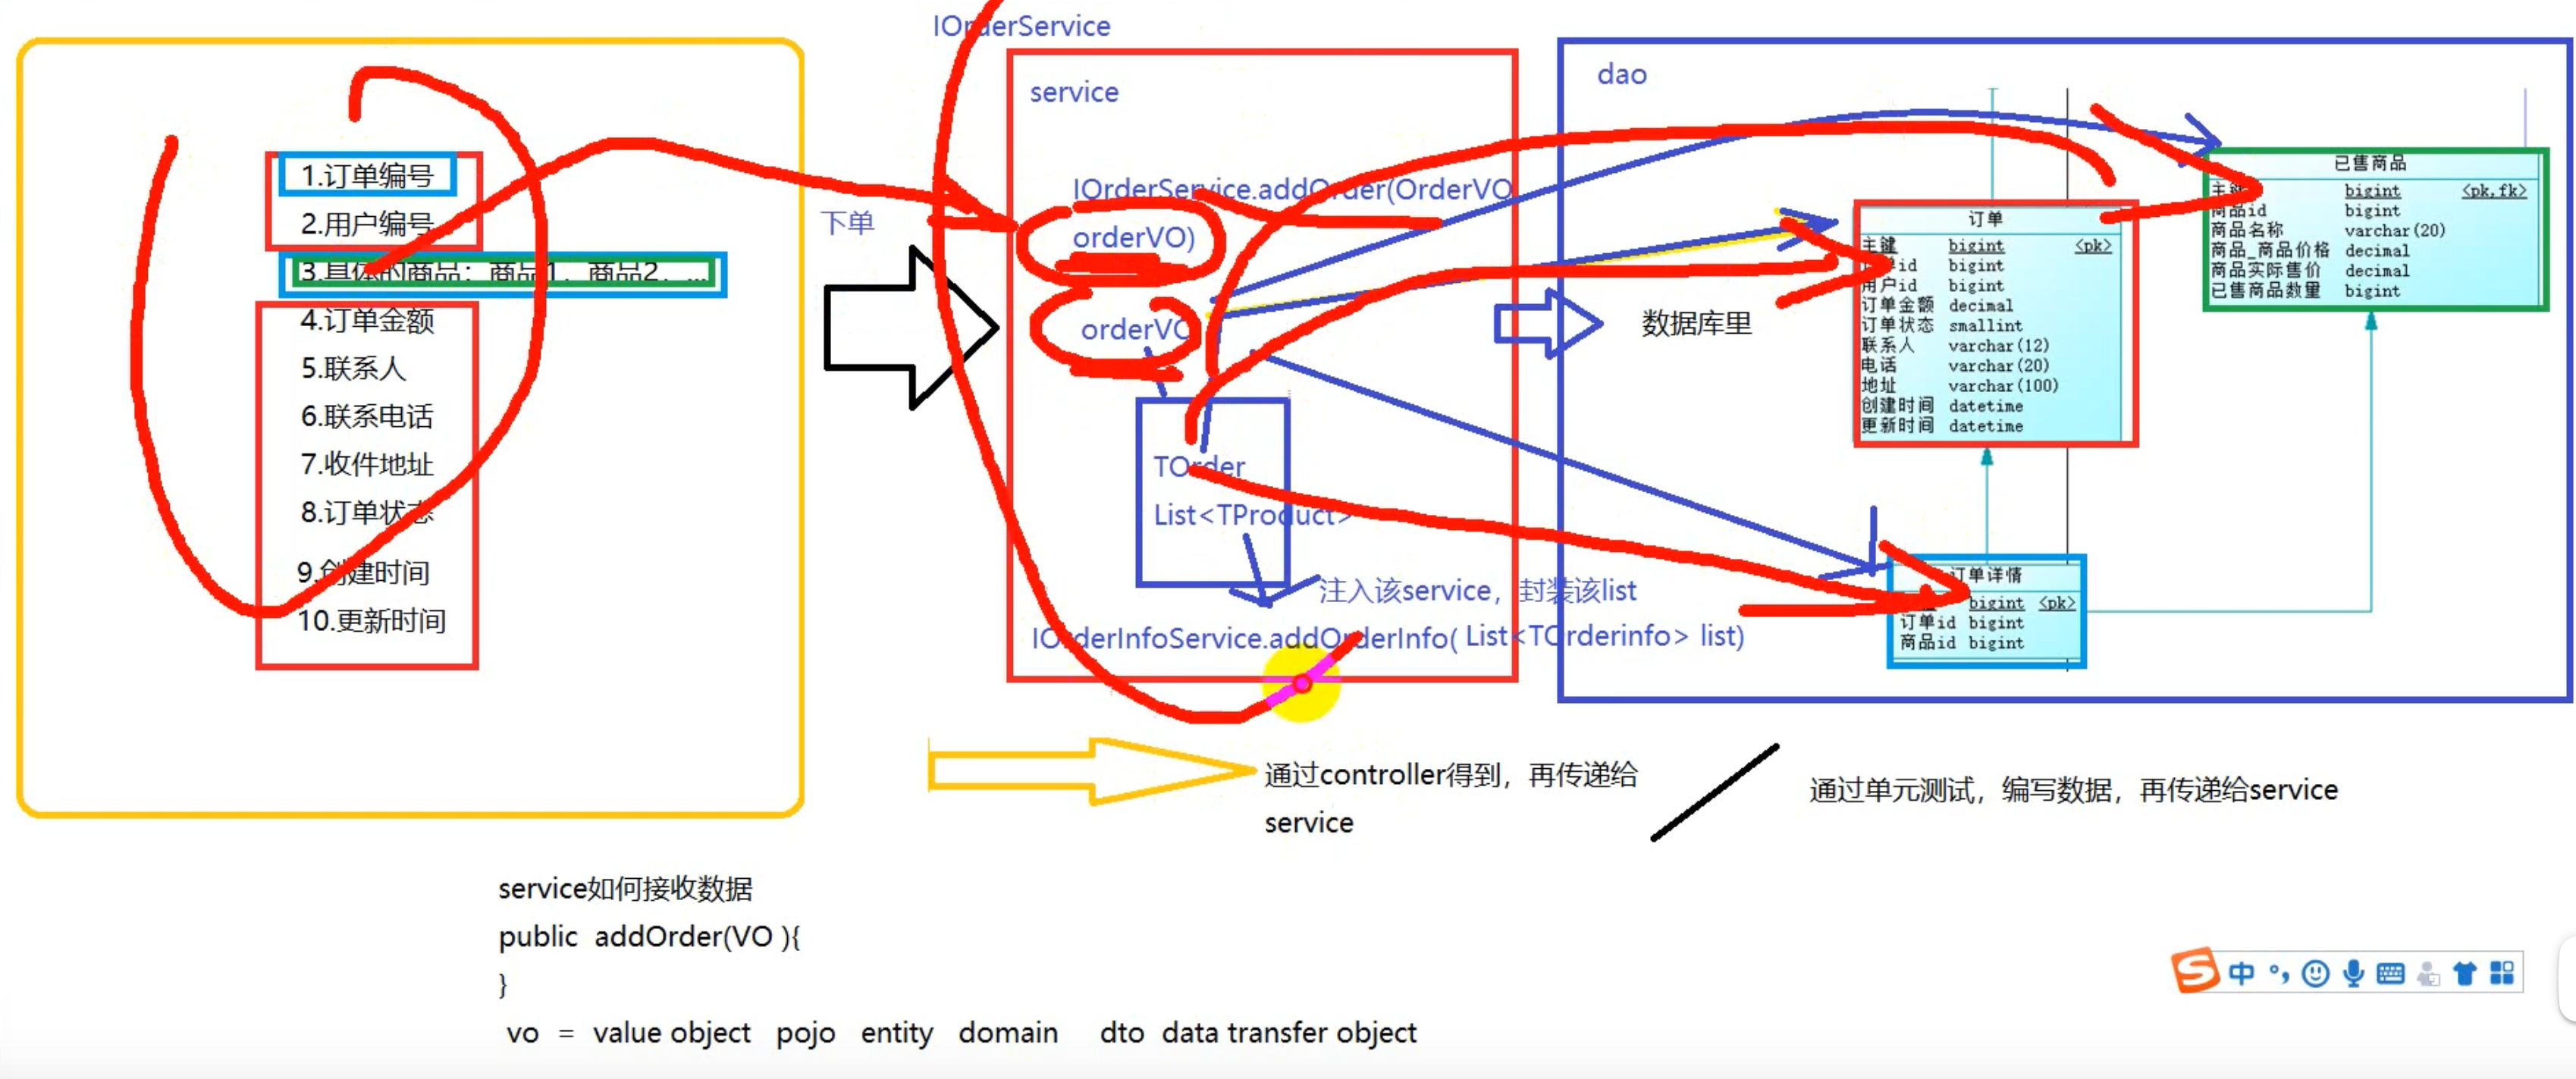 IOrderService
1.订单编号
2.用户编号
3.具体的商品：商品1、商品2、...
4.订单金额
5.联系人
6.联系电话
7.收件地址
8.订单状态
9.创建时间
10.更新时间
下单
service
IOrderService.addOrder(OrderVO
orderVO)
orderVO
TOrder
List<TProduct>
注入该service，封装该list
IOrderInfoService.addOrderInfo( List<TOrderinfo> list)
dao
数据库里
订单
主键 bigint <pk>
id bigint
用户id bigint
订单金额 decimal
订单状态 smallint
联系人 varchar(12)
电话 varchar(20)
地址 varchar(100)
创建时间 datetime
更新时间 datetime
已售商品
主键 bigint <pk,fk>
商品id bigint
商品名称 varchar(20)
商品_商品价格 decimal
商品实际售价 decimal
已售商品数量 bigint
订单详情
bigint <pk>
订单id bigint
商品id bigint
通过controller得到，再传递给
service
通过单元测试，编写数据，再传递给service
service如何接收数据
public addOrder(VO ){
}
vo = value object pojo entity domain dto data transfer object
中